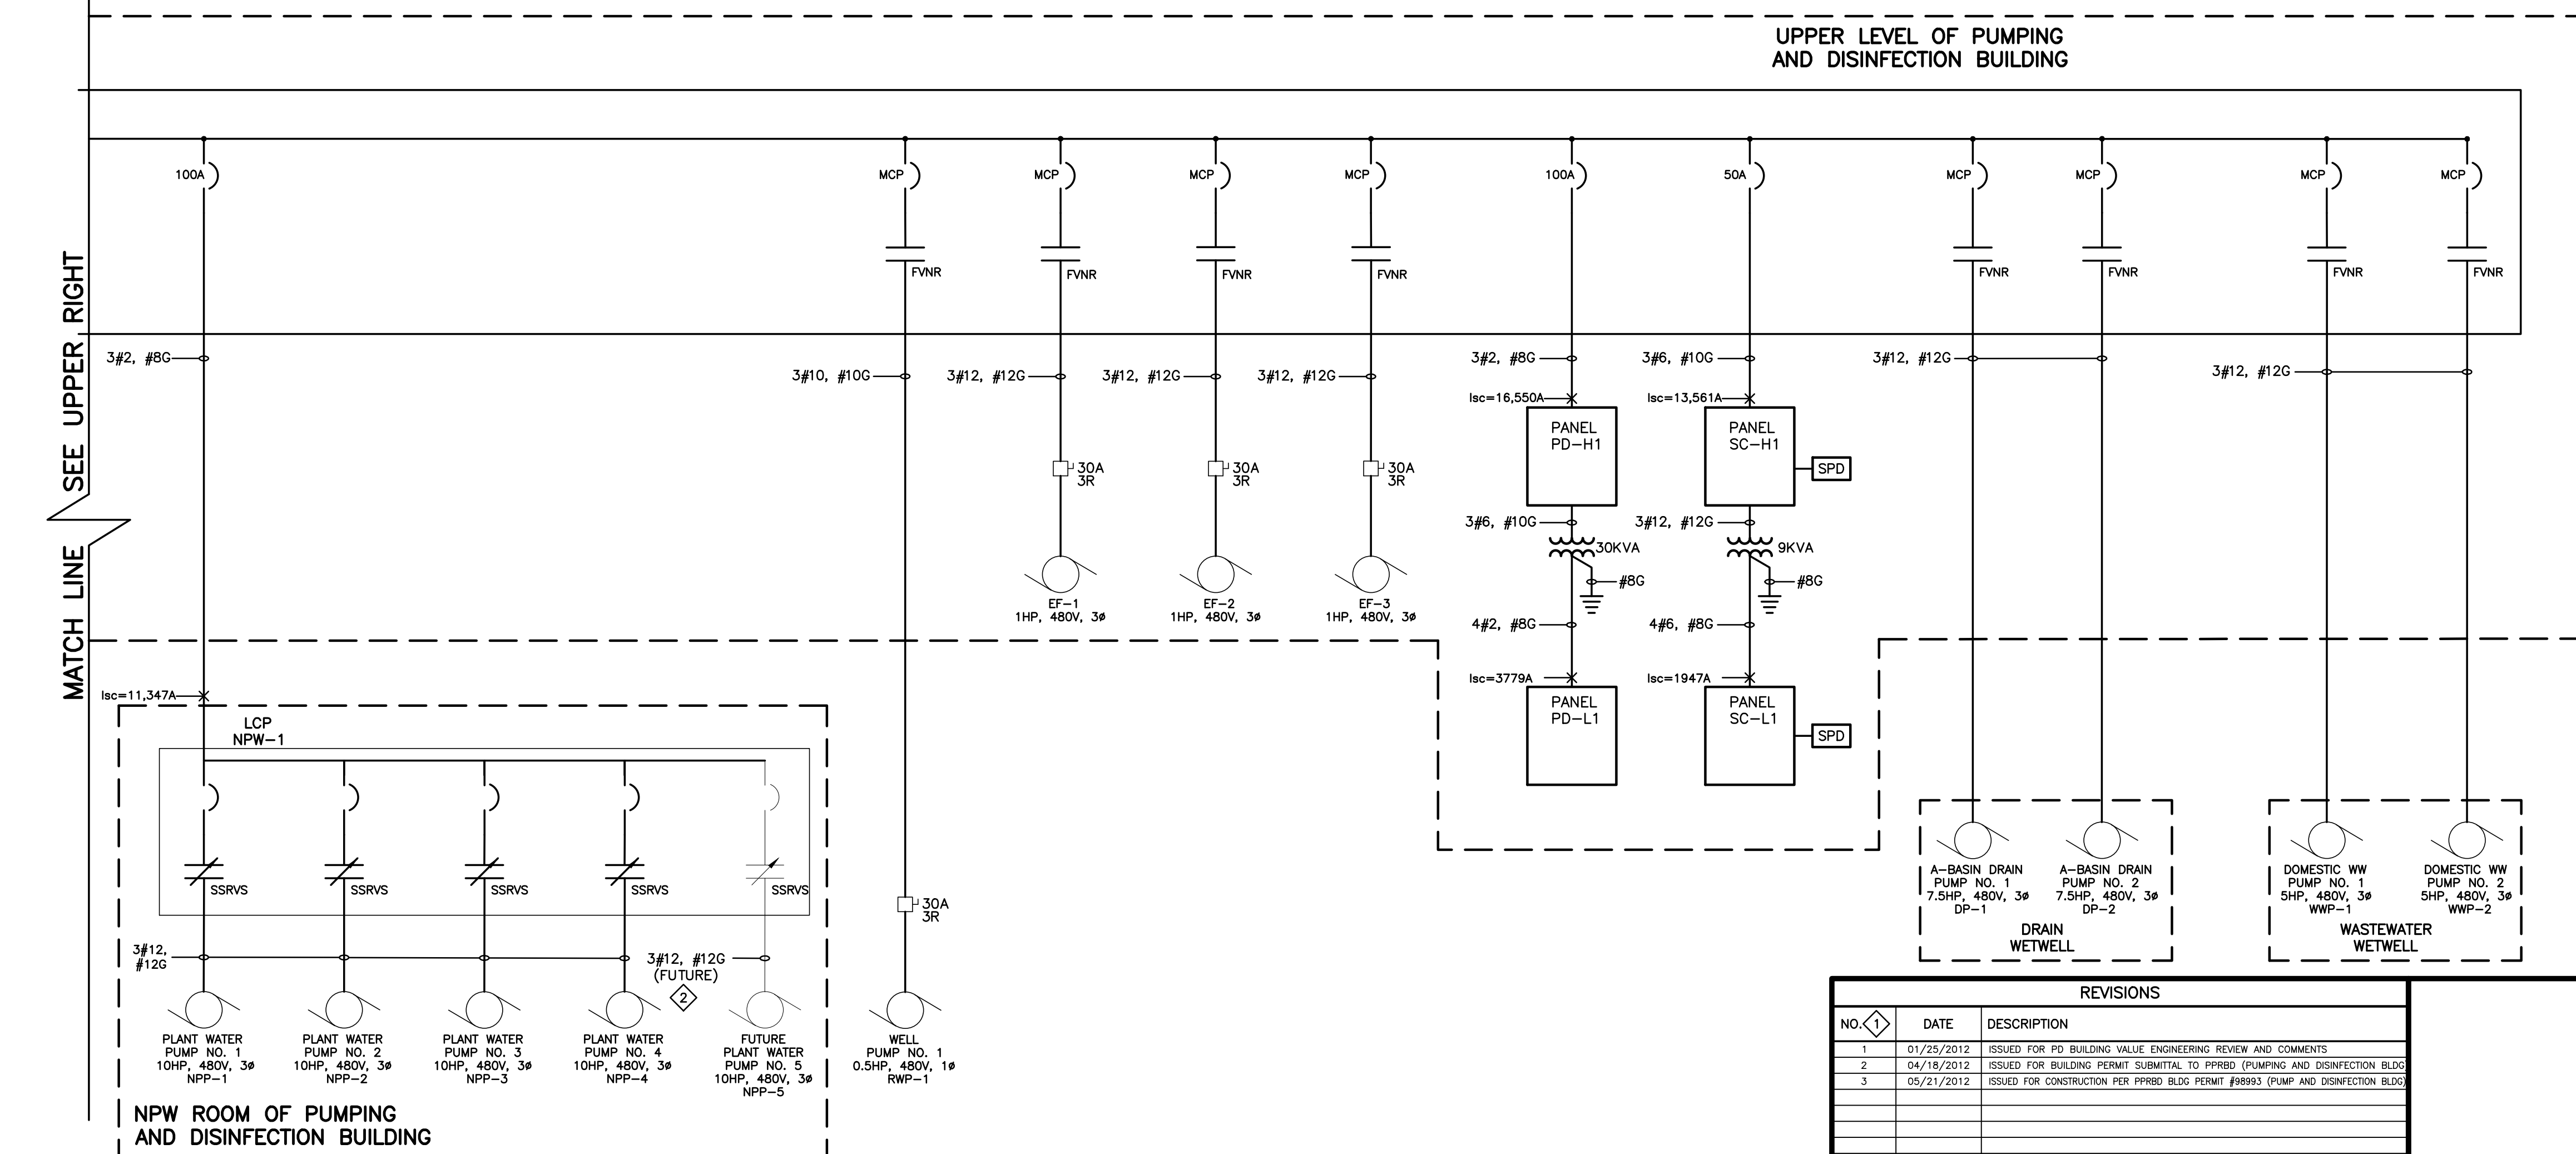 UPPER LEVEL OF PUMPING
AND DISINFECTION BUILDING
100A
MCP
MCP
MCP
MCP
100A
50A
MCP
MCP
MCP
MCP
FVNR
FVNR
FVNR
FVNR
FVNR
FVNR
FVNR
FVNR
MATCH LINE SEE UPPER RIGHT
3#2, #8G
3#10, #10G
3#12, #12G
3#12, #12G
3#12, #12G
3#2, #8G
3#6, #10G
3#12, #12G
3#12, #12G
Isc=16,550A
Isc=13,561A
PANEL
PD-H1
PANEL
SC-H1
SPD
30A
3R
30A
3R
30A
3R
3#6, #10G
3#12, #12G
30KVA
9KVA
#8G
#8G
EF-1
1HP, 480V, 3ø
EF-2
1HP, 480V, 3ø
EF-3
1HP, 480V, 3ø
4#2, #8G
4#6, #8G
Isc=3779A
Isc=1947A
PANEL
PD-L1
PANEL
SC-L1
SPD
Isc=11,347A
LCP
NPW-1
SSRVS
SSRVS
SSRVS
SSRVS
SSRVS
3#12,
#12G
3#12, #12G
(FUTURE)
2
30A
3R
PLANT WATER
PUMP NO. 1
10HP, 480V, 3ø
NPP-1
PLANT WATER
PUMP NO. 2
10HP, 480V, 3ø
NPP-2
PLANT WATER
PUMP NO. 3
10HP, 480V, 3ø
NPP-3
PLANT WATER
PUMP NO. 4
10HP, 480V, 3ø
NPP-4
FUTURE
PLANT WATER
PUMP NO. 5
10HP, 480V, 3ø
NPP-5
WELL
PUMP NO. 1
0.5HP, 480V, 1ø
RWP-1
NPW ROOM OF PUMPING
AND DISINFECTION BUILDING
A-BASIN DRAIN
PUMP NO. 1
7.5HP, 480V, 3ø
DP-1
A-BASIN DRAIN
PUMP NO. 2
7.5HP, 480V, 3ø
DP-2
DRAIN
WETWELL
DOMESTIC WW
PUMP NO. 1
5HP, 480V, 3ø
WWP-1
DOMESTIC WW
PUMP NO. 2
5HP, 480V, 3ø
WWP-2
WASTEWATER
WETWELL
REVISIONS
NO. 1 DATE DESCRIPTION
1 01/25/2012 ISSUED FOR PD BUILDING VALUE ENGINEERING REVIEW AND COMMENTS
2 04/18/2012 ISSUED FOR BUILDING PERMIT SUBMITTAL TO PPRBD (PUMPING AND DISINFECTION BLDG)
3 05/21/2012 ISSUED FOR CONSTRUCTION PER PPRBD BLDG PERMIT #98993 (PUMP AND DISINFECTION BLDG)